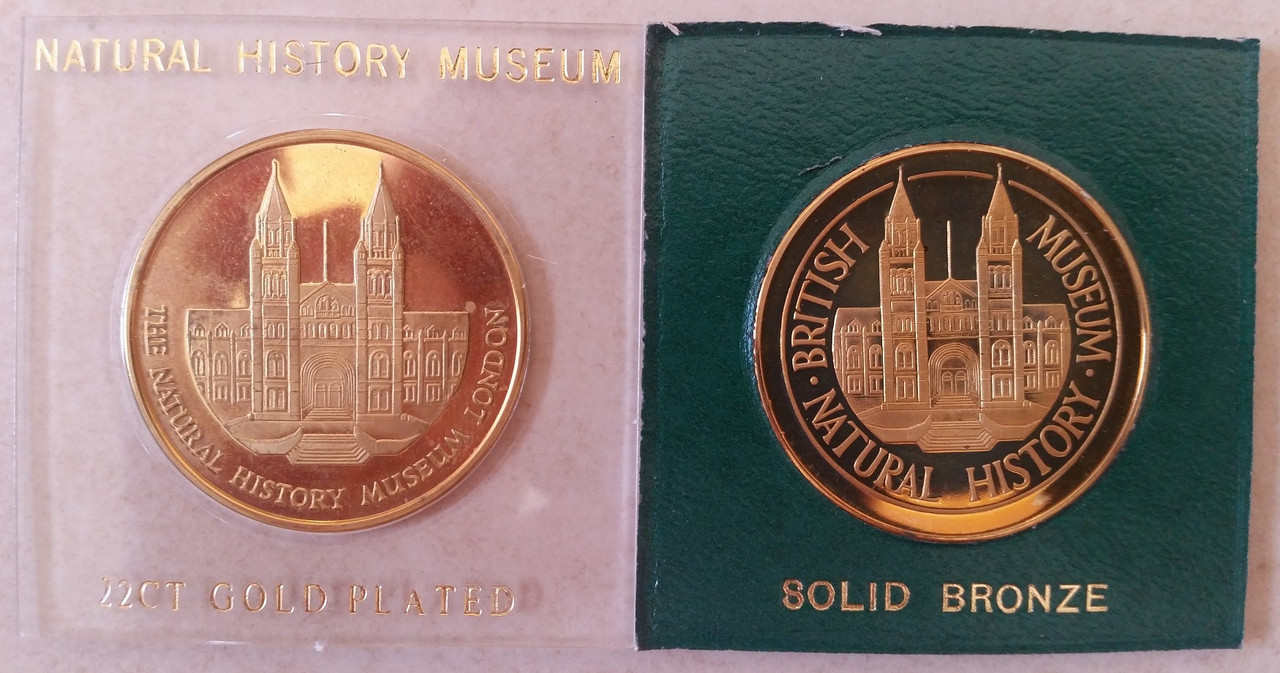 NATURAL HISTORY MUSEUM
THE NATURAL HISTORY MUSEUM LONDON
22CT GOLD PLATED
BRITISH MUSEUM
· NATURAL HISTORY ·
SOLID BRONZE